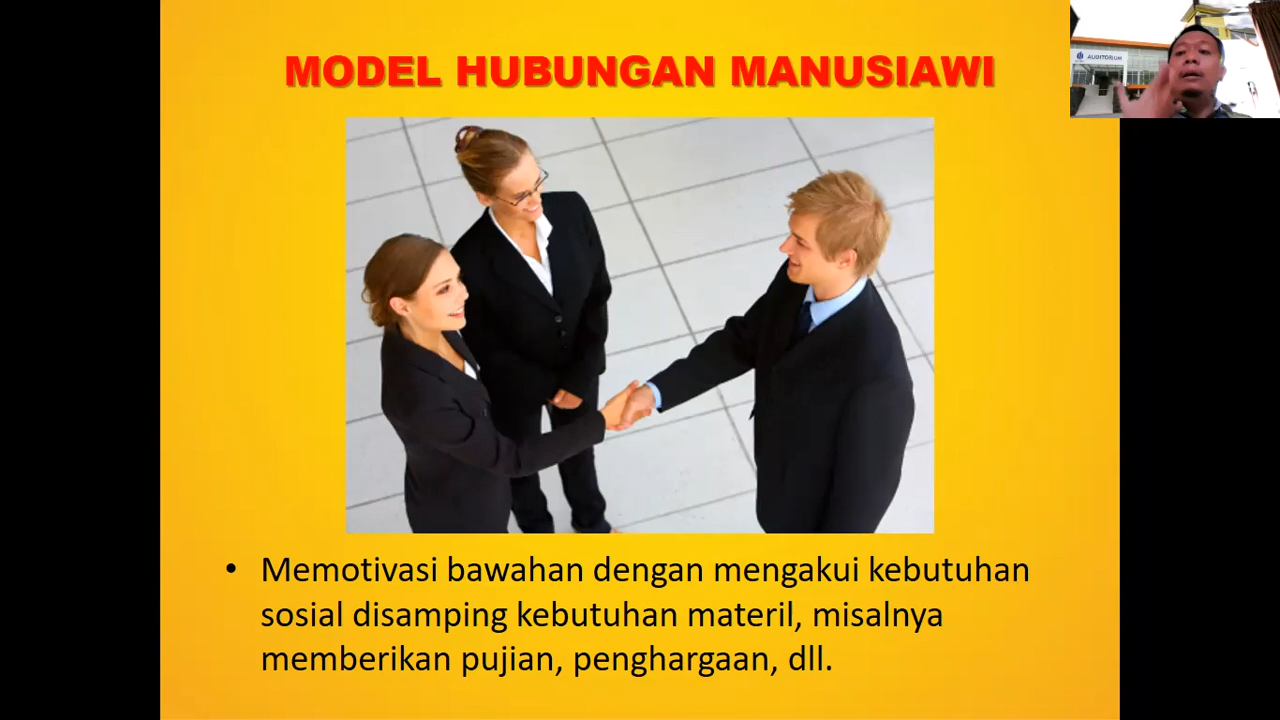 MODEL HUBUNGAN MANUSIAWI
AUDITORIUM
• Memotivasi bawahan dengan mengakui kebutuhan
sosial disamping kebutuhan materil, misalnya
memberikan pujian, penghargaan, dll.